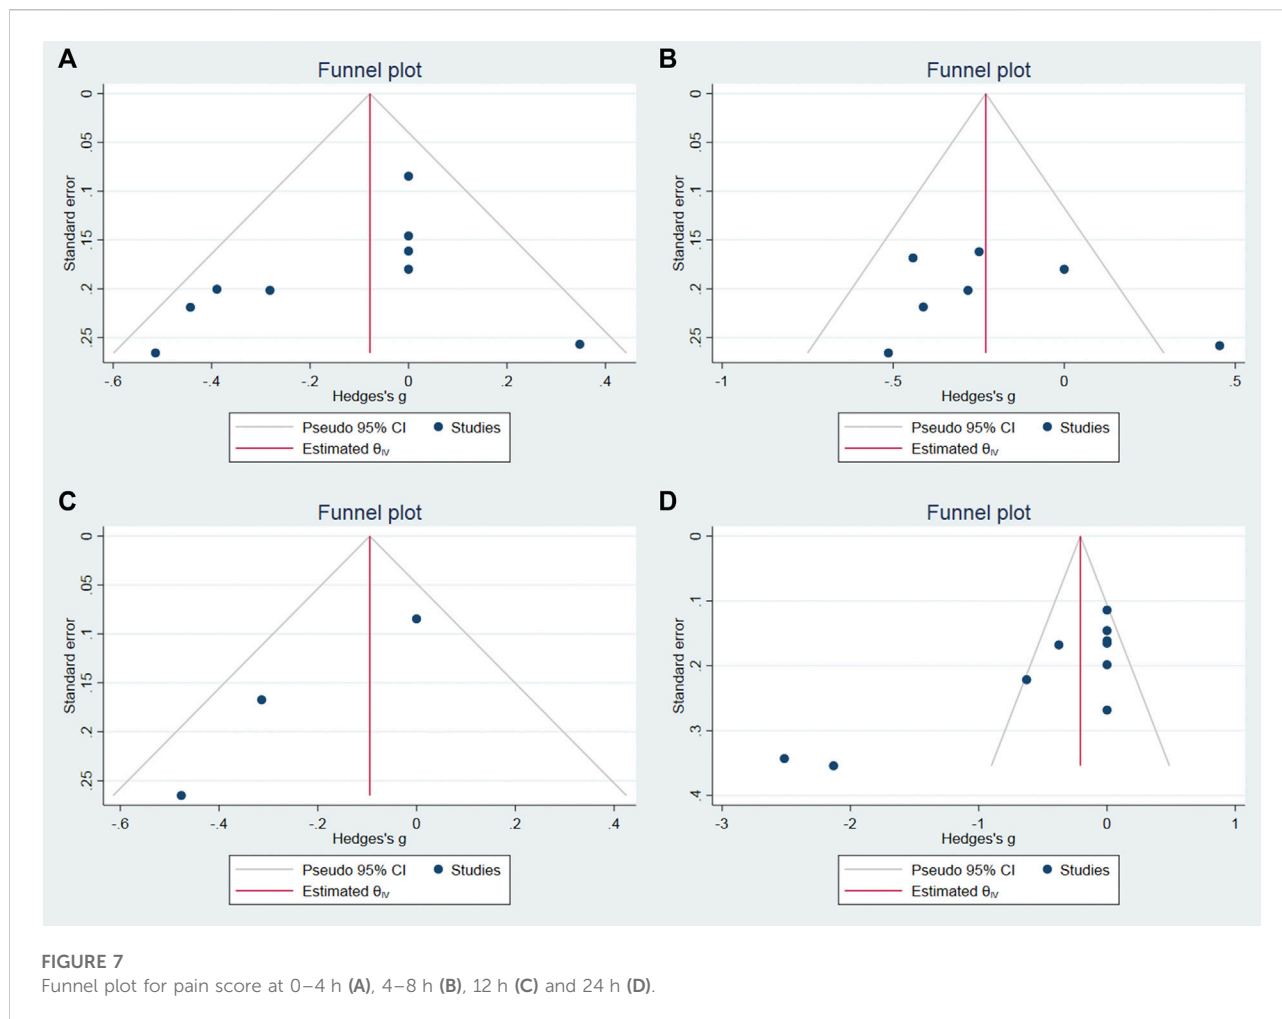 A
Funnel plot
Standard error
0
.05
.1
.15
.2
.25
-.6 -.4 -.2 0 .2 .4
Hedges's g
Pseudo 95% CI Studies
Estimated θIV
B
Funnel plot
Standard error
0
.05
.1
.15
.2
.25
-1 -.5 0 .5
Hedges's g
Pseudo 95% CI Studies
Estimated θIV
C
Funnel plot
Standard error
0
.05
.1
.15
.2
.25
-.6 -.4 -.2 0 .2 .4
Hedges's g
Pseudo 95% CI Studies
Estimated θIV
D
Funnel plot
Standard error
0
.1
.2
.3
.4
-3 -2 -1 0 1
Hedges's g
Pseudo 95% CI Studies
Estimated θIV
FIGURE 7
Funnel plot for pain score at 0–4 h (A), 4–8 h (B), 12 h (C) and 24 h (D).